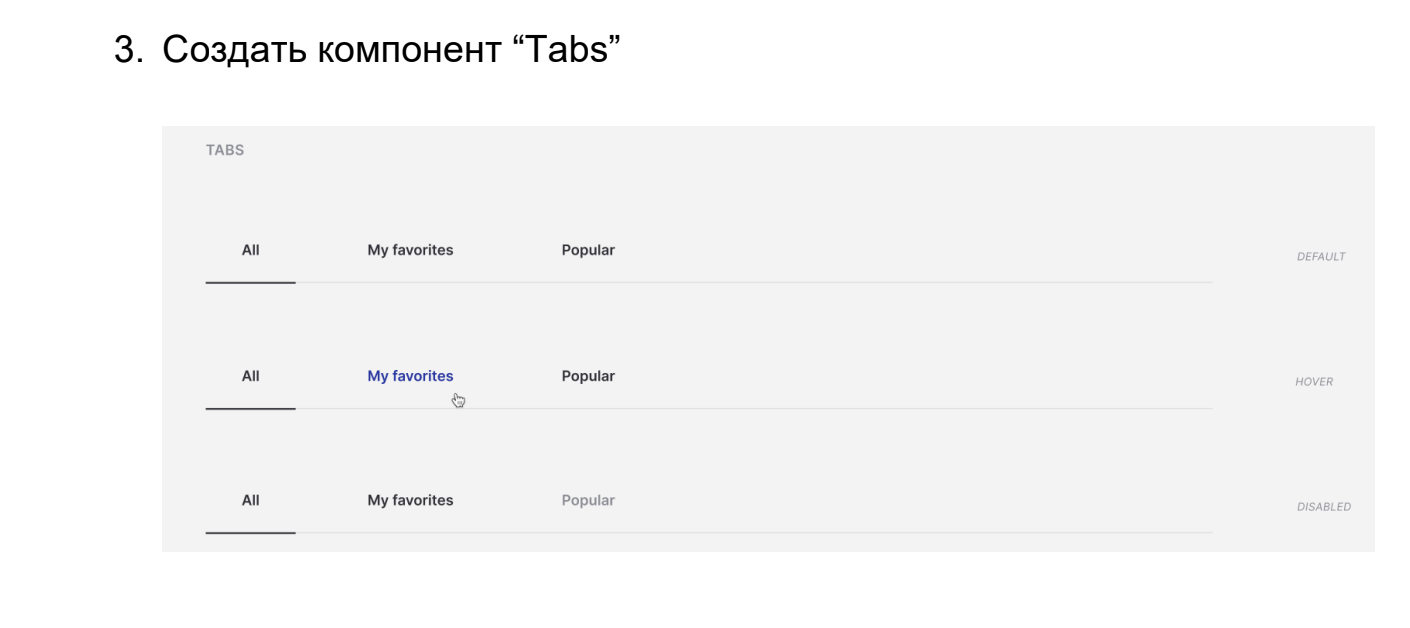 3. Создать компонент “Tabs”
TABS
All My favorites Popular DEFAULT
All My favorites Popular HOVER
All My favorites Popular DISABLED